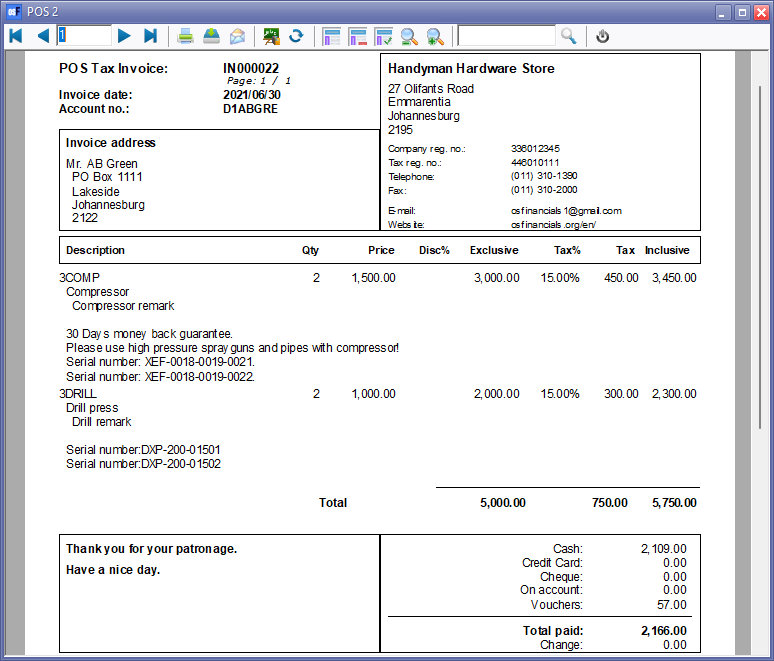 POS 2
1
POS Tax Invoice: IN000022
Page: 1 / 1
Invoice date: 2021/06/30
Account no.: D1ABGRE
Handyman Hardware Store
27 Olifants Road
Emmarentia
Johannesburg
2195
Company reg. no.: 336012345
Tax reg. no.: 446010111
Telephone: (011) 310-1390
Fax: (011) 310-2000
E-mail: csfinancials1@gmail.com
Website: csfinancials.org/en/
Invoice address
Mr. AB Green
PO Box 1111
Lakeside
Johannesburg
2122
Description Qty Price Disc% Exclusive Tax% Tax Inclusive
3COMP 2 1,500.00 3,000.00 15.00% 450.00 3,450.00
Compressor
Compressor remark
30 Days money back guarantee.
Please use high pressure spray guns and pipes with compressor!
Serial number: XEF-0018-0019-0021.
Serial number: XEF-0018-0019-0022.
3DRILL 2 1,000.00 2,000.00 15.00% 300.00 2,300.00
Drill press
Drill remark
Serial number:DXP-200-01501
Serial number:DXP-200-01502
Total 5,000.00 750.00 5,750.00
Thank you for your patronage.
Have a nice day.
Cash: 2,109.00
Credit Card: 0.00
Cheque: 0.00
On account: 0.00
Vouchers: 57.00
Total paid: 2,166.00
Change: 0.00